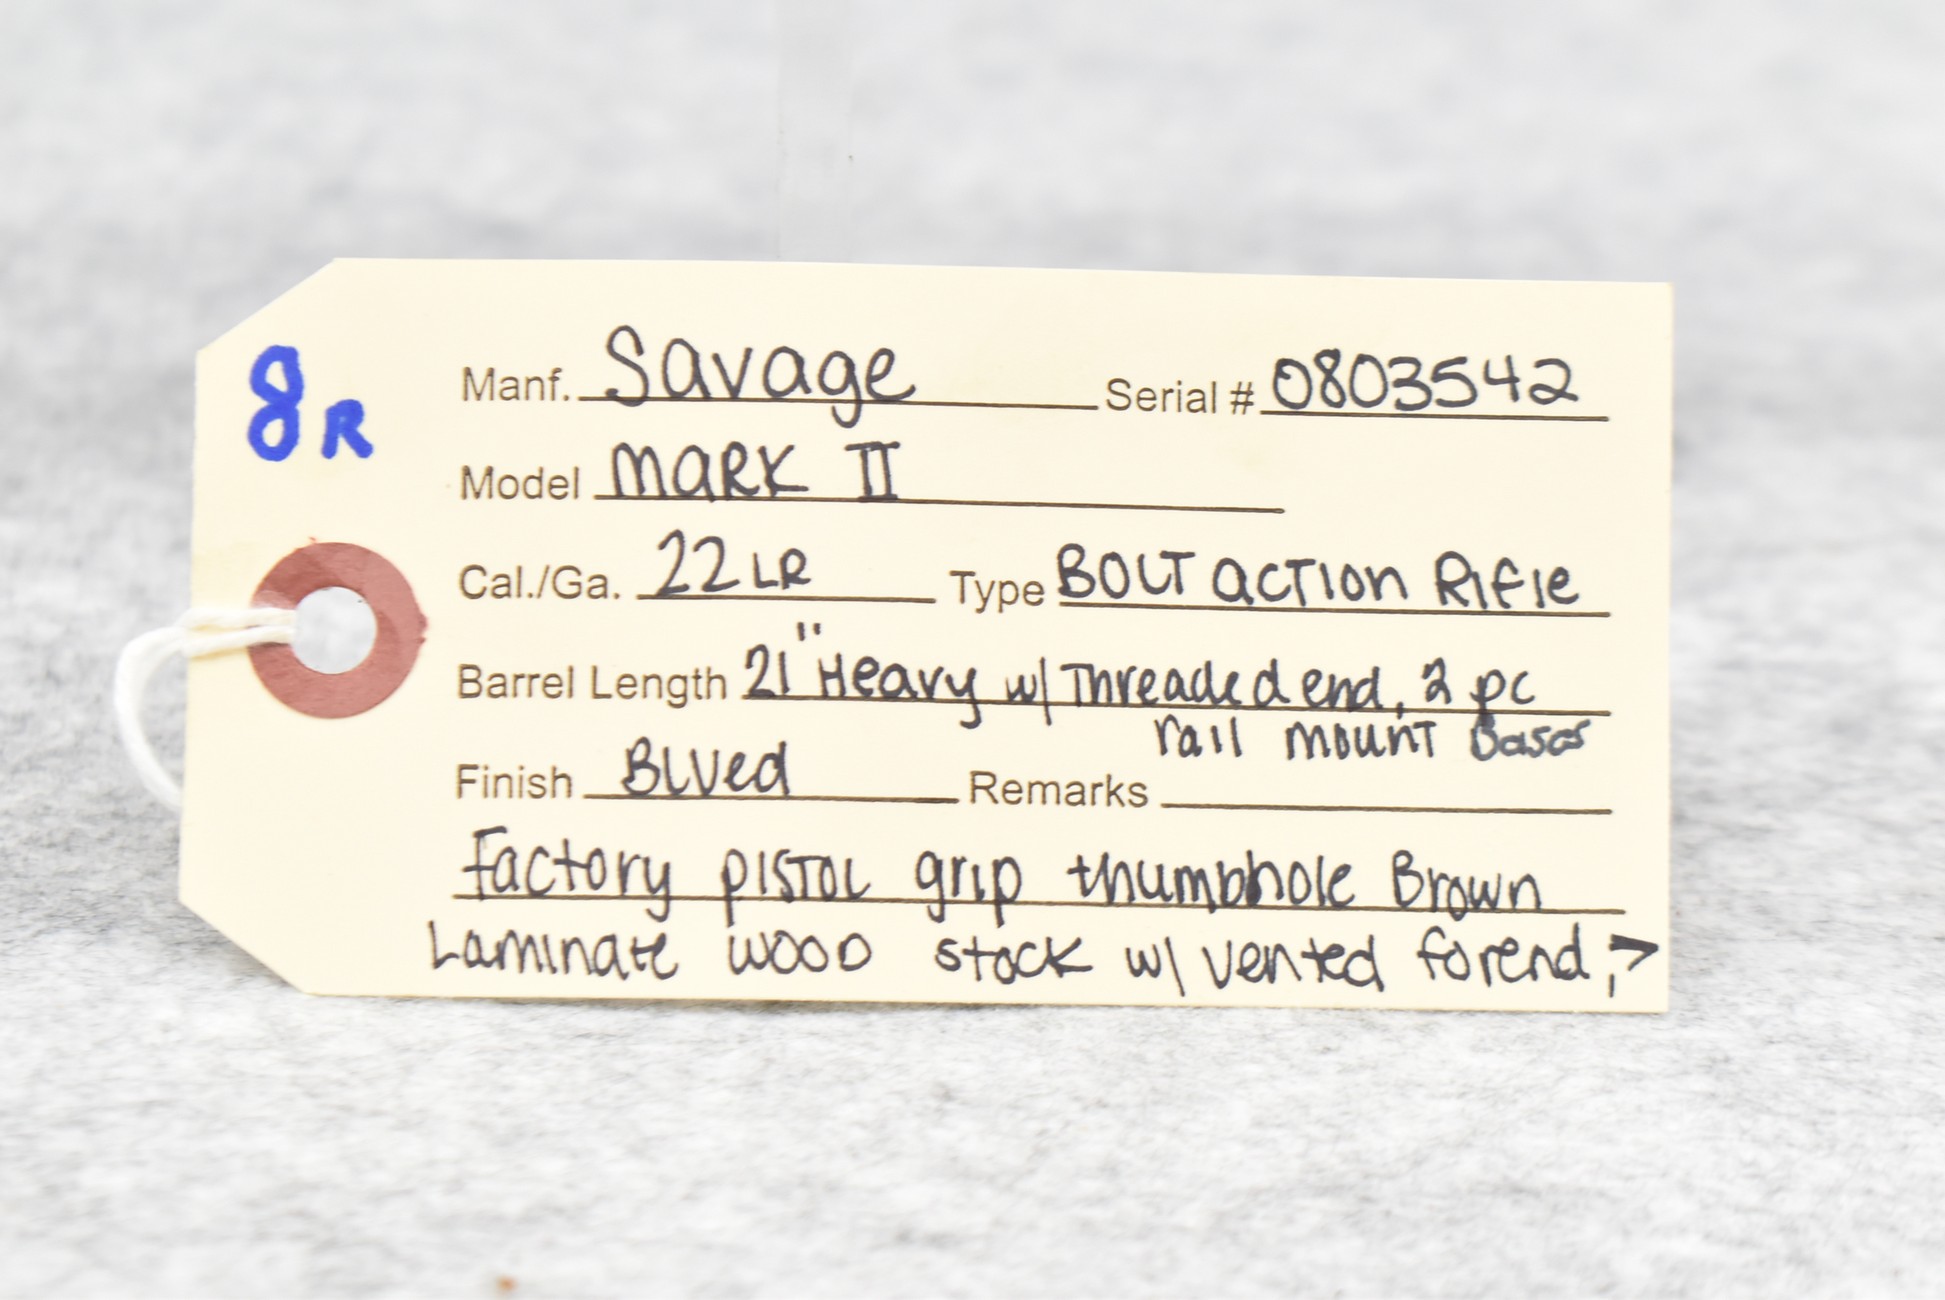 8R
Manf. Savage Serial # 0803542
Model MARK II
Cal./Ga. 22 LR Type BOLT ACTION Rifle
Barrel Length 21" Heavy w/ Threaded end, 2 pc
rail mount Bases
Finish BLUed Remarks
factory PISTOL grip thumbhole Brown
Laminate WOOD stock w/ vented forend, →